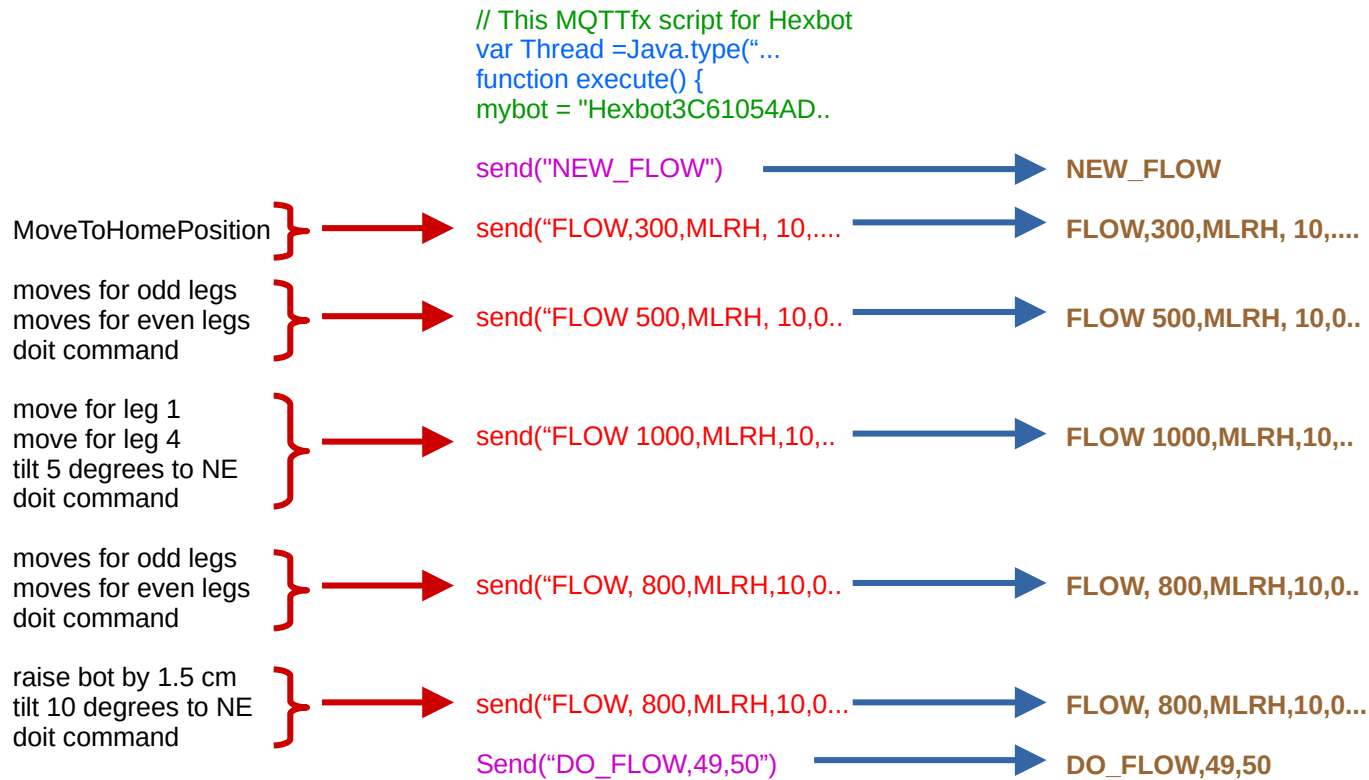 // This MQTTfx script for Hexbot
var Thread =Java.type(“...
function execute() {
mybot = "Hexbot3C61054AD..
send("NEW_FLOW")
NEW_FLOW
MoveToHomePosition
send(“FLOW,300,MLRH, 10,....
FLOW,300,MLRH, 10,....
moves for odd legs
moves for even legs
doit command
send(“FLOW 500,MLRH, 10,0..
FLOW 500,MLRH, 10,0..
move for leg 1
move for leg 4
tilt 5 degrees to NE
doit command
send(“FLOW 1000,MLRH,10,..
FLOW 1000,MLRH,10,..
moves for odd legs
moves for even legs
doit command
send(“FLOW, 800,MLRH,10,0..
FLOW, 800,MLRH,10,0..
raise bot by 1.5 cm
tilt 10 degrees to NE
doit command
send(“FLOW, 800,MLRH,10,0...
FLOW, 800,MLRH,10,0...
Send(“DO_FLOW,49,50”)
DO_FLOW,49,50